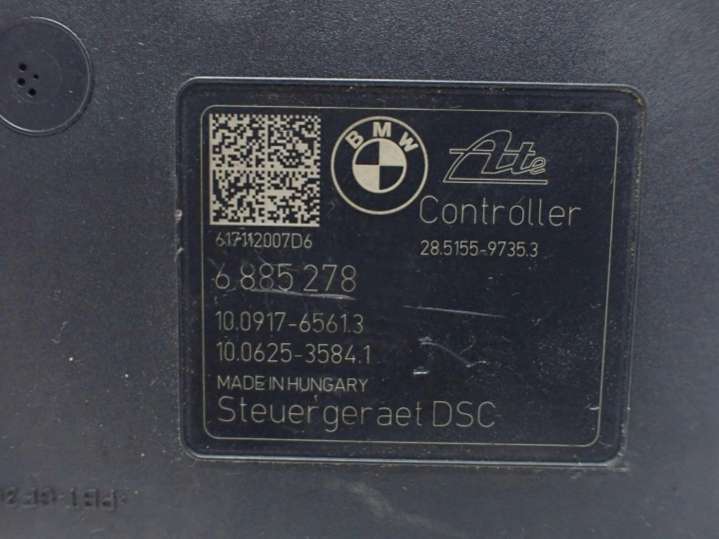 BMW
Ate
Controller
617112007D6
28.5155-9735.3
6 885 278
10.0917-6561.3
10.0625-3584.1
MADE IN HUNGARY
Steuergeraet DSC